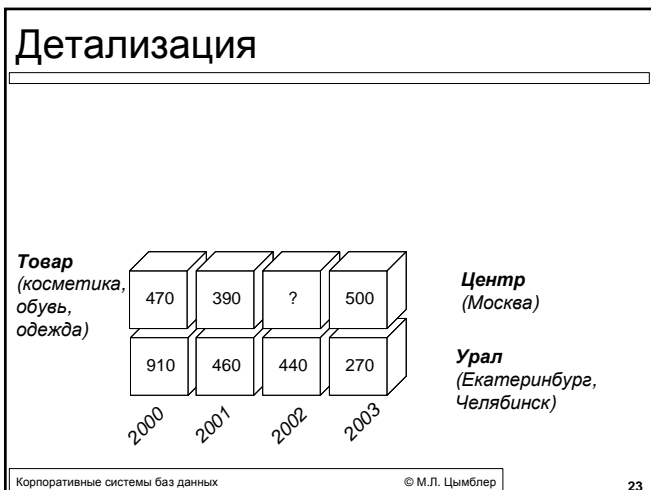 Детализация
Товар
(косметика,
обувь,
одежда)
470 390 ? 500
910 460 440 270
2000 2001 2002 2003
Центр
(Москва)
Урал
(Екатеринбург,
Челябинск)
Корпоративные системы баз данных © М.Л. Цымблер 23